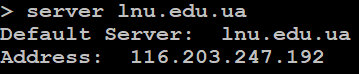 > server lnu.edu.ua
Default Server:  lnu.edu.ua
Address:  116.203.247.192